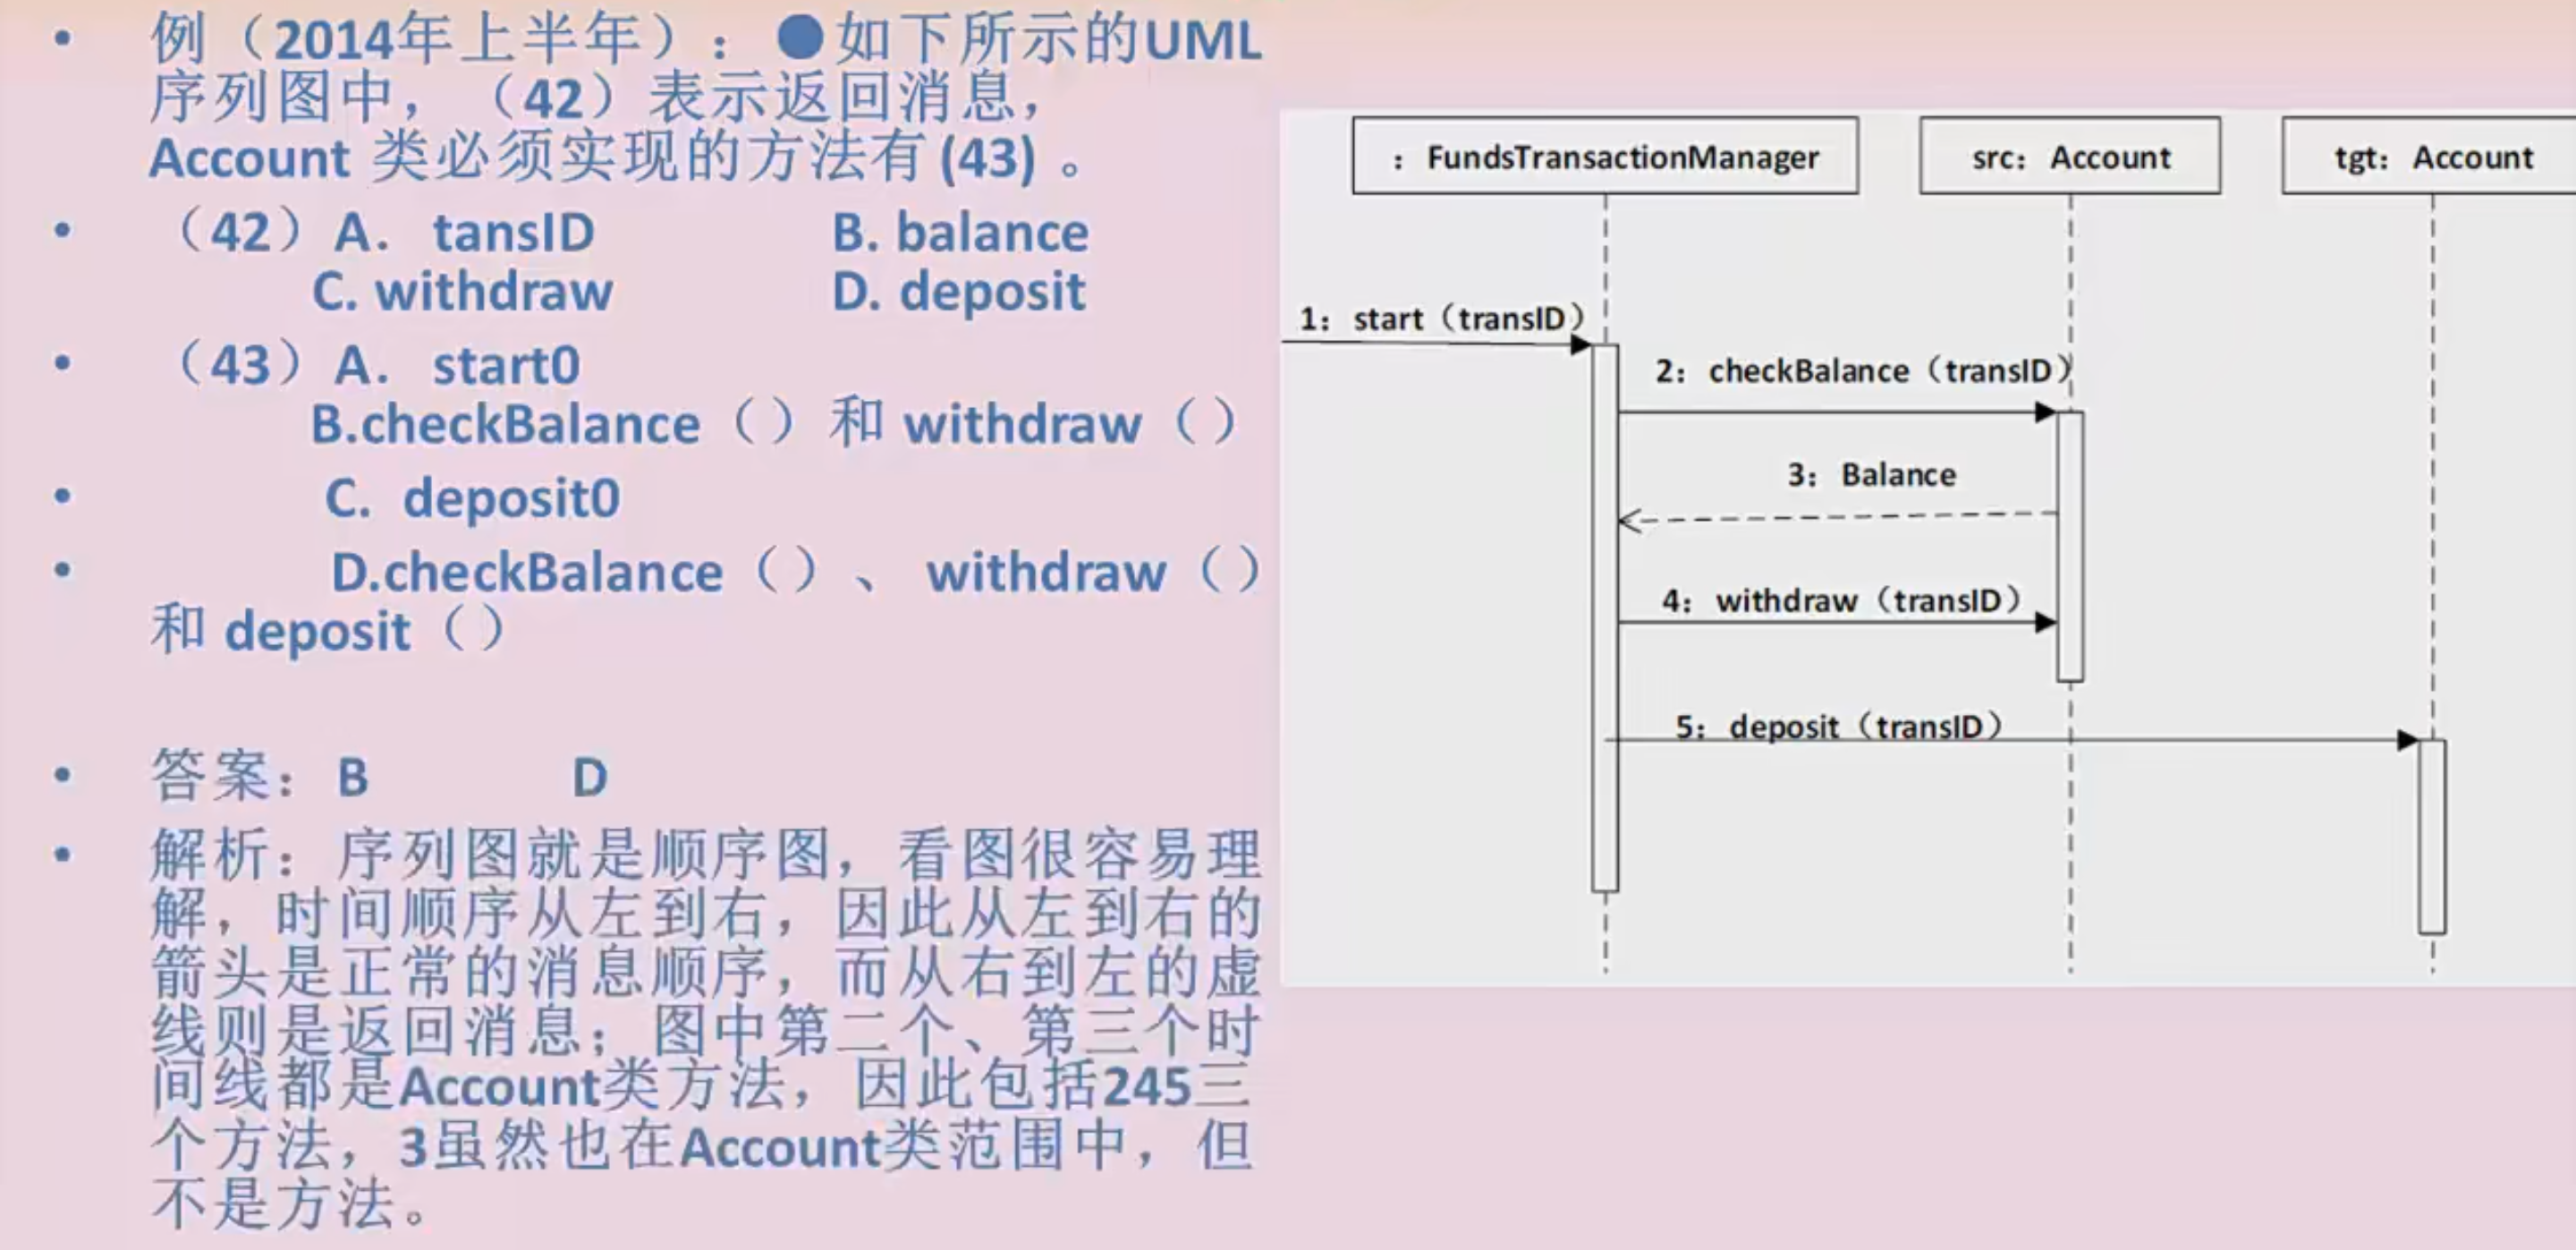 • 例（2014年上半年）：●如下所示的UML
序列图中，（42）表示返回消息，
Account 类必须实现的方法有 (43) 。
• （42）A. tansID B. balance
C. withdraw D. deposit
• （43）A. start0
B.checkBalance（）和 withdraw（）
• C. deposit0
• D.checkBalance（）、 withdraw（）
和 deposit（）
• 答案：B D
• 解析：序列图就是顺序图，看图很容易理
解，时间顺序从左到右，因此从左到右的
箭头是正常的消息顺序，而从右到左的虚
线则是返回消息；图中第二个、第三个时
间线都是Account类方法，因此包括245三
个方法，3虽然也在Account类范围中，但
不是方法。
：FundsTransactionManager
src：Account
tgt：Account
1：start（transID）
2：checkBalance（transID）
3：Balance
4：withdraw（transID）
5：deposit（transID）